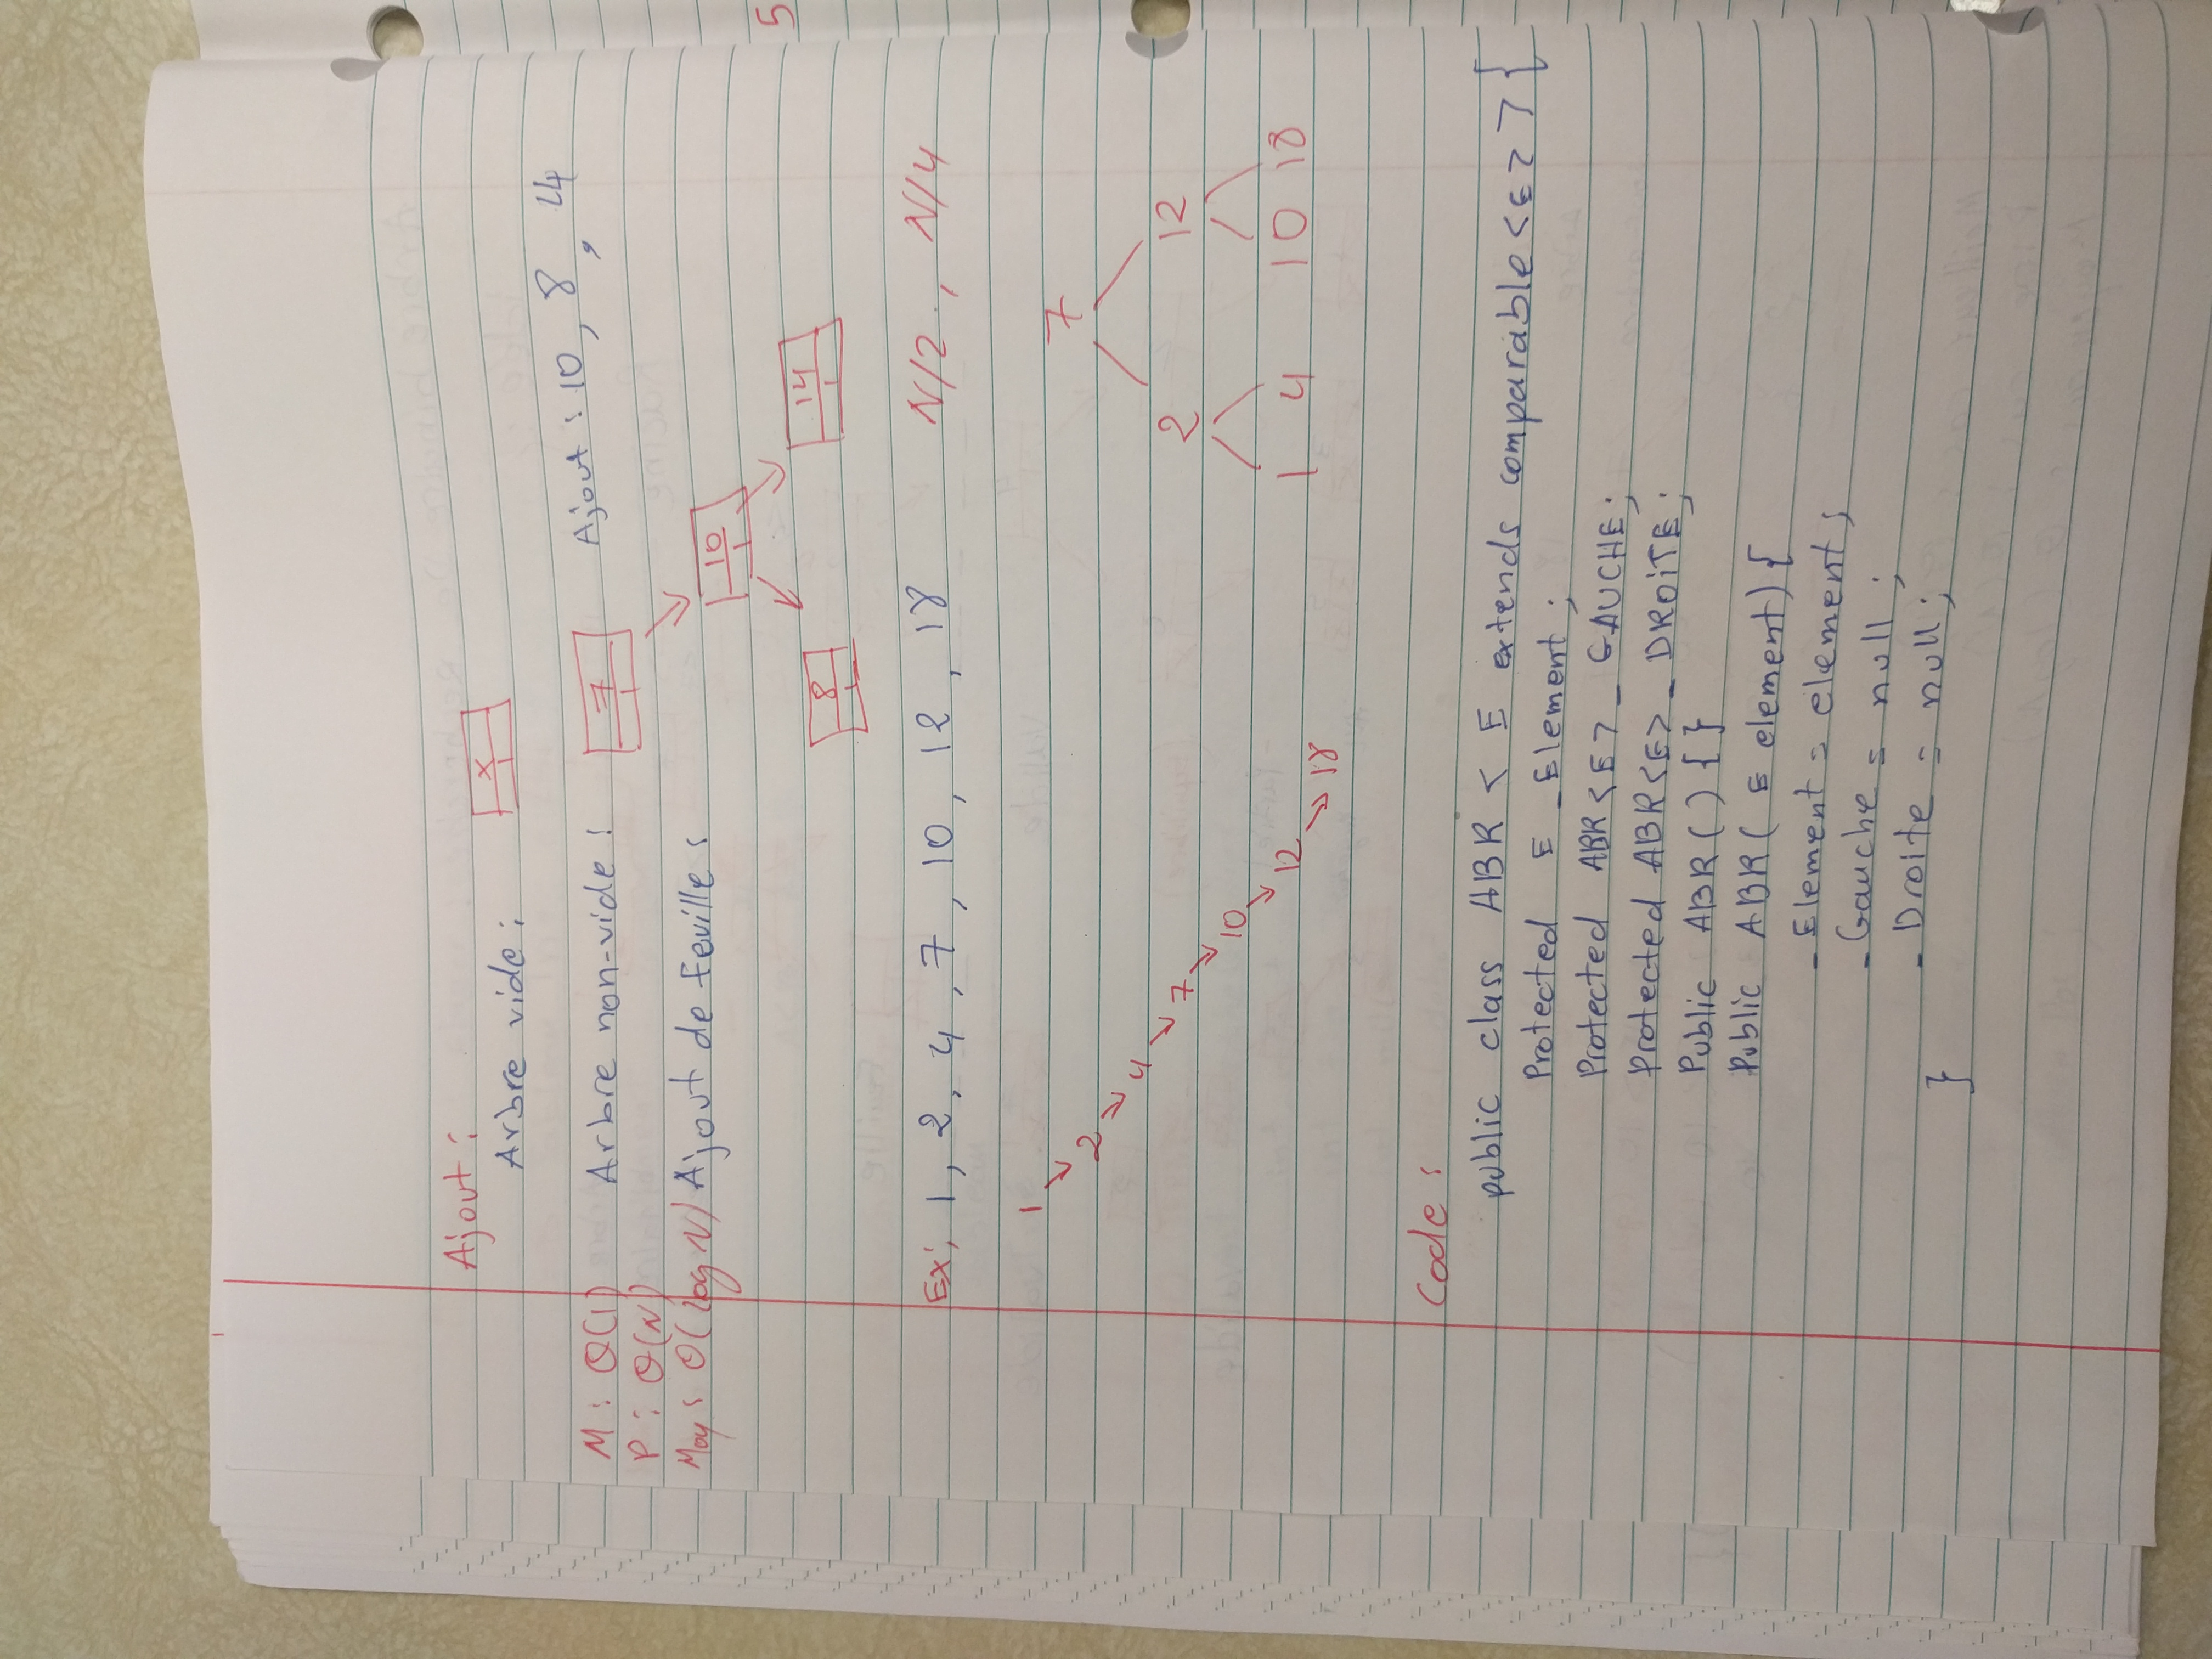 5
Ajout :
Arbre vide : x
M : O(1) Arbre non-vide : 7 Ajout : 10, 8, 14
P : O(N)
Moy : O(log N) Ajout de feuille : 10
8 14
Ex: 1, 2, 4, 7, 10, 12, 18 N/2, N/4
1 2 4 7 10 12 18
7
2 12
1 4 10 18
Code :
public class ABR < E extends comparable <E> > {
Protected E _Element ;
Protected ABR <E> _GAUCHE ;
Protected ABR <E> _DROiTE ;
Public ABR ( ) { }
Public ABR ( E element) {
_Element = element ;
_Gauche = null ;
_Droite = null ;
}